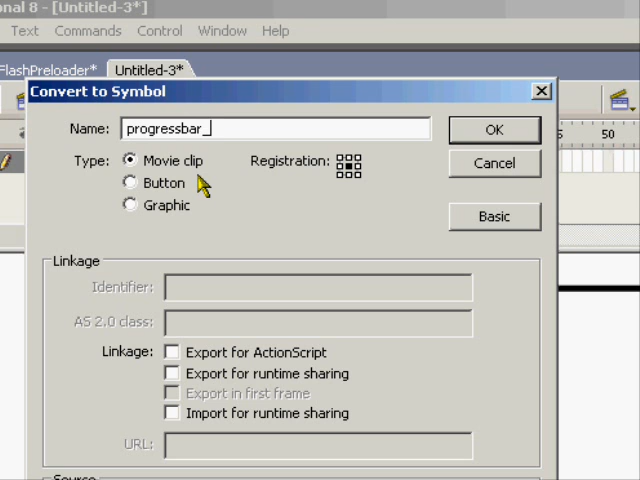 onal 8 - [Untitled-3*]
Text Commands Control Window Help
FlashPreloader* Untitled-3*
Convert to Symbol
Name: progressbar_ OK
5 50
Type: Movie clip Registration: Cancel
Button
Graphic
Basic
Linkage
Identifier:
AS 2.0 class:
Linkage: Export for ActionScript
Export for runtime sharing
Export in first frame
Import for runtime sharing
URL:
Source